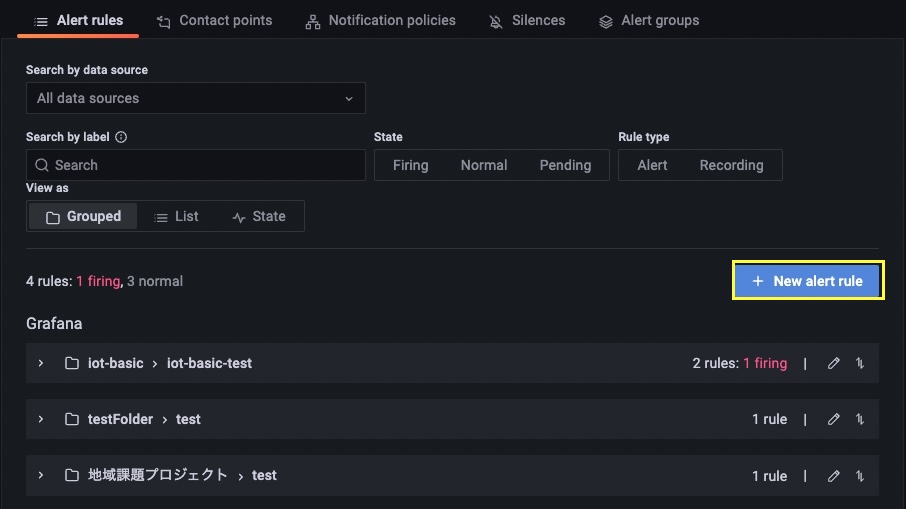 Alert rules Contact points Notification policies Silences Alert groups
Search by data source
All data sources
Search by label State Rule type
Search Firing Normal Pending Alert Recording
View as
Grouped List State
4 rules: 1 firing, 3 normal + New alert rule
Grafana
iot-basic > iot-basic-test 2 rules: 1 firing |
testFolder > test 1 rule |
地域課題プロジェクト > test 1 rule |